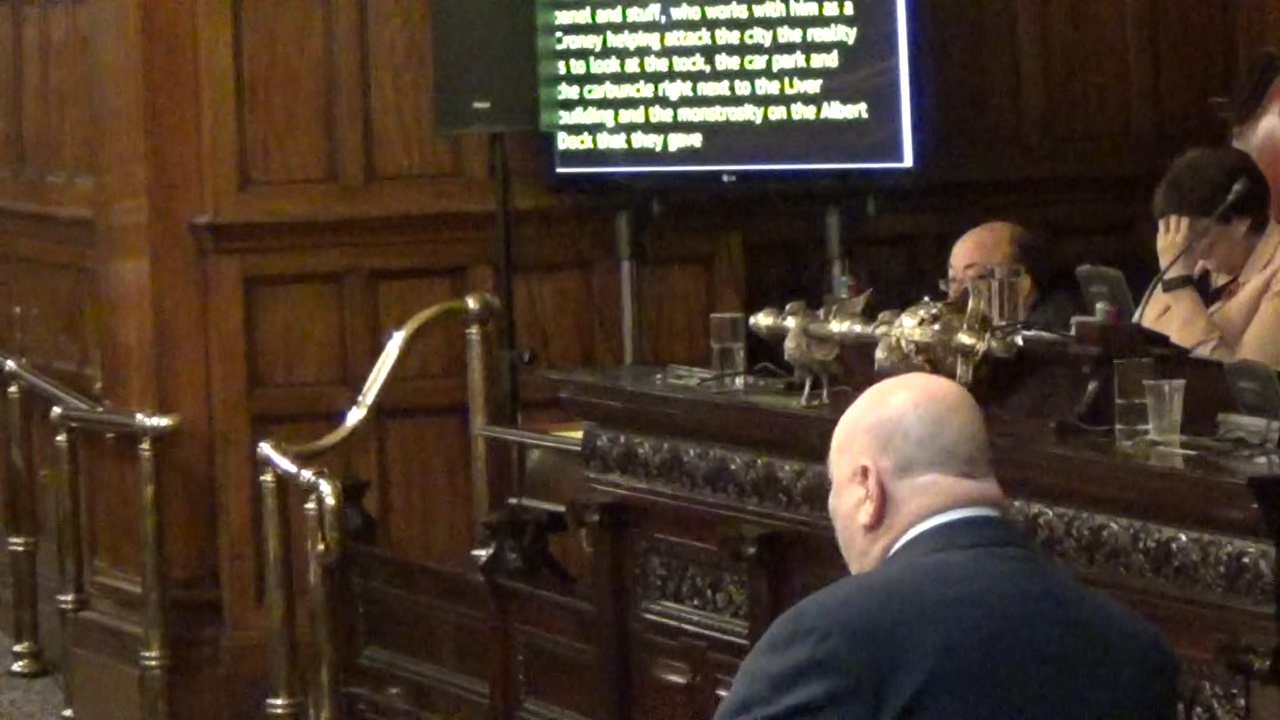 panel and stuff, who works with him as a
Croney helping attack the city the reality
is to look at the tock, the car park and
the carbuncle right next to the Liver
building and the monstrosity on the Albert
Dock that they gave
LG